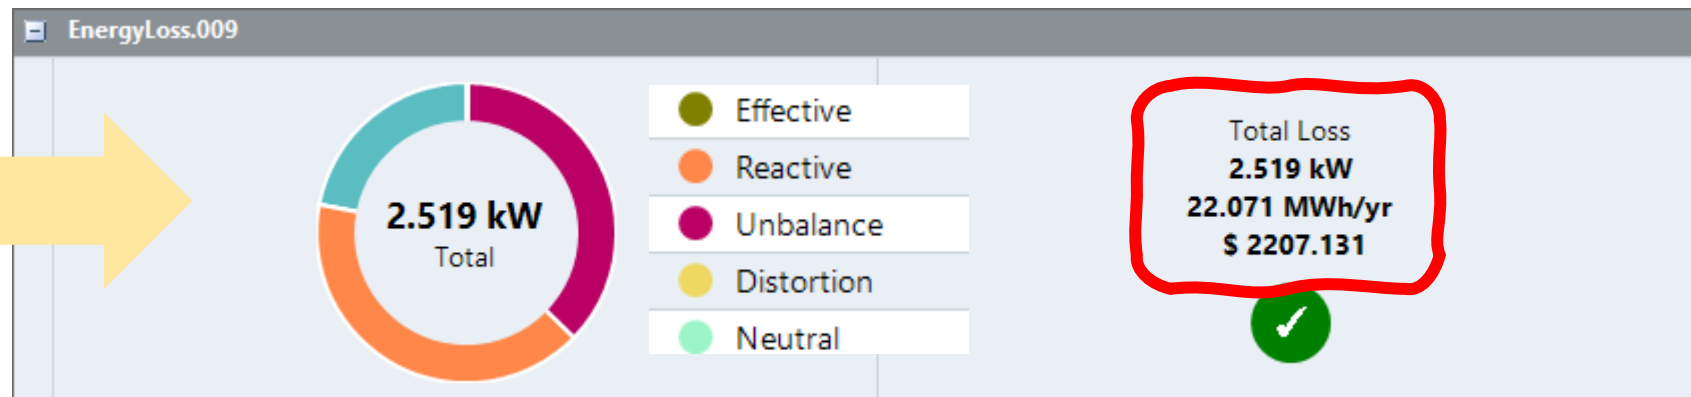 EnergyLoss.009
2.519 kW
Total
Effective
Reactive
Unbalance
Distortion
Neutral
Total Loss
2.519 kW
22.071 MWh/yr
$ 2207.131